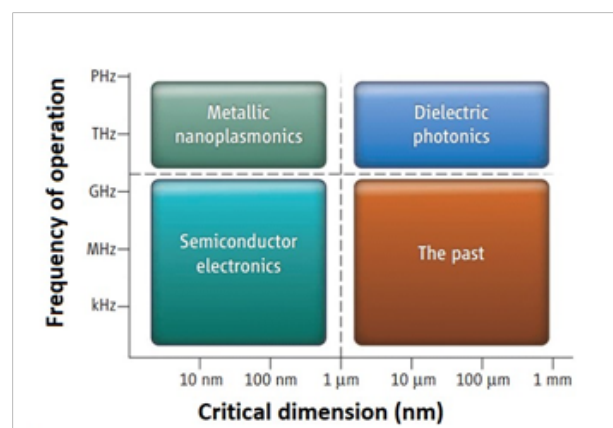 Frequency of operation
PHz
THz
GHz
MHz
kHz
Metallic
nanoplasmonics
Dielectric
photonics
Semiconductor
electronics
The past
10 nm 100 nm 1 μm 10 μm 100 μm 1 mm
Critical dimension (nm)